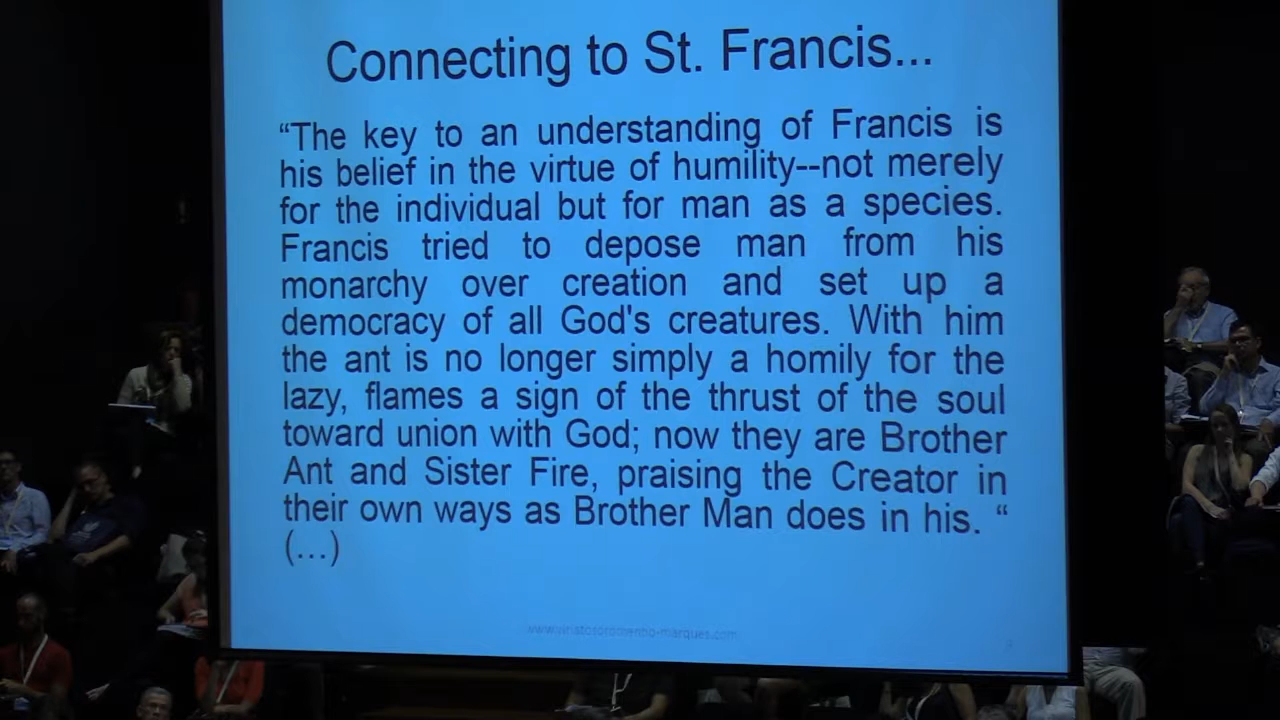 Connecting to St. Francis...
“The key to an understanding of Francis is
his belief in the virtue of humility--not merely
for the individual but for man as a species.
Francis tried to depose man from his
monarchy over creation and set up a
democracy of all God's creatures. With him
the ant is no longer simply a homily for the
lazy, flames a sign of the thrust of the soul
toward union with God; now they are Brother
Ant and Sister Fire, praising the Creator in
their own ways as Brother Man does in his. “
(...)
www.viriatosoromenho-marques.com